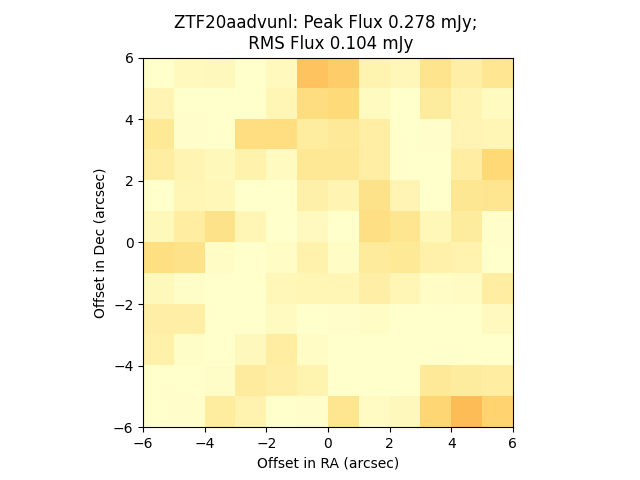 ZTF20aadvunl: Peak Flux 0.278 mJy;
RMS Flux 0.104 mJy
6
4
2
0
−2
−4
−6
Offset in Dec (arcsec)
−6 −4 −2 0 2 4 6
Offset in RA (arcsec)